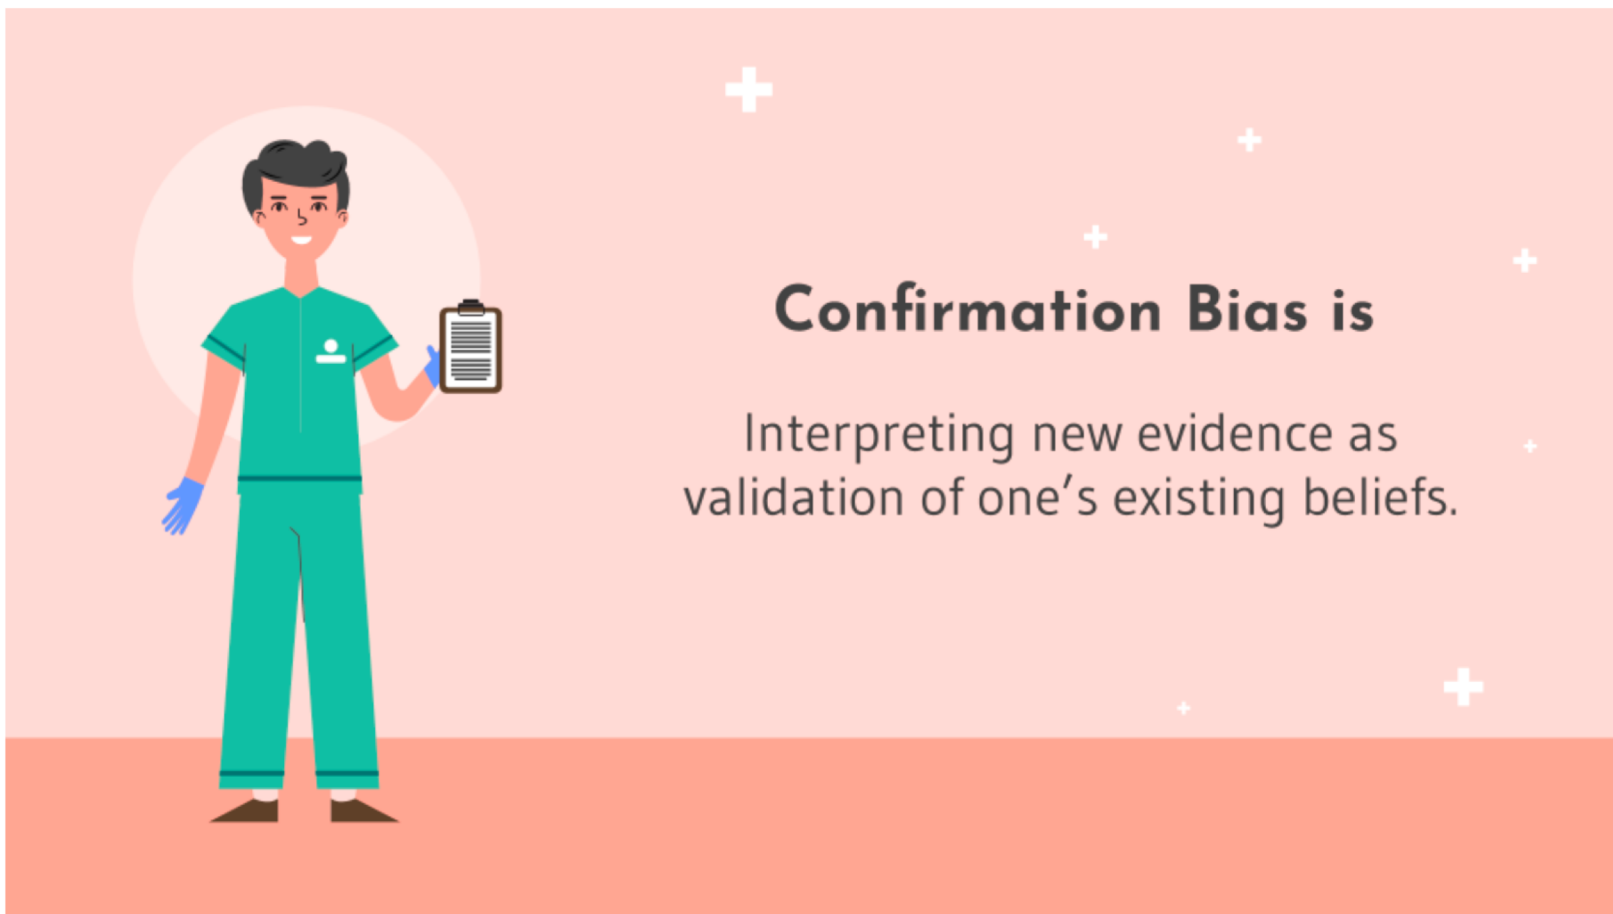 Confirmation Bias is
Interpreting new evidence as
validation of one’s existing beliefs.